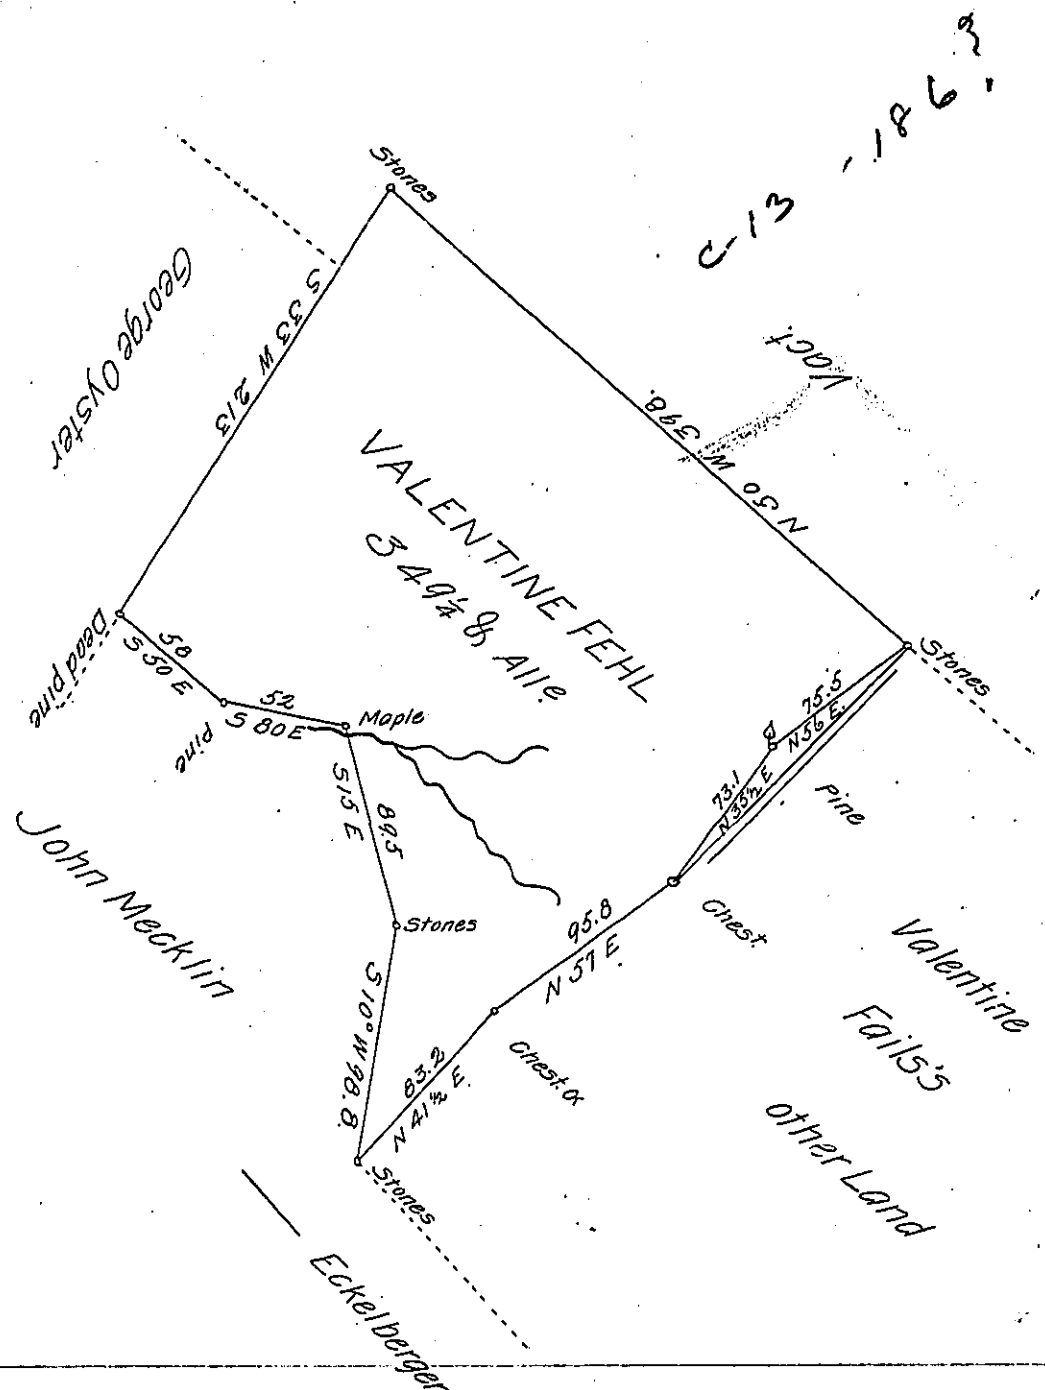 C-13-186?
Stones
George Oyster
S 33 W 213
Vact
N 50 W 398.
VALENTINE FEHL
349¼ & Alle
Stones
Dead pine
58
S 50 E
52
S 80 E
pine
Maple
75.5
N 56 E.
73.1
N 35½ E
Pine
S 15 E
89.5
John Mecklin
Stones
Chest.
95.8
N 57 E.
Valentine
Fails's
other Land
S 10° W 98.8.
83.2
N 41½ E.
Chest. O
Stones
Eckelberger